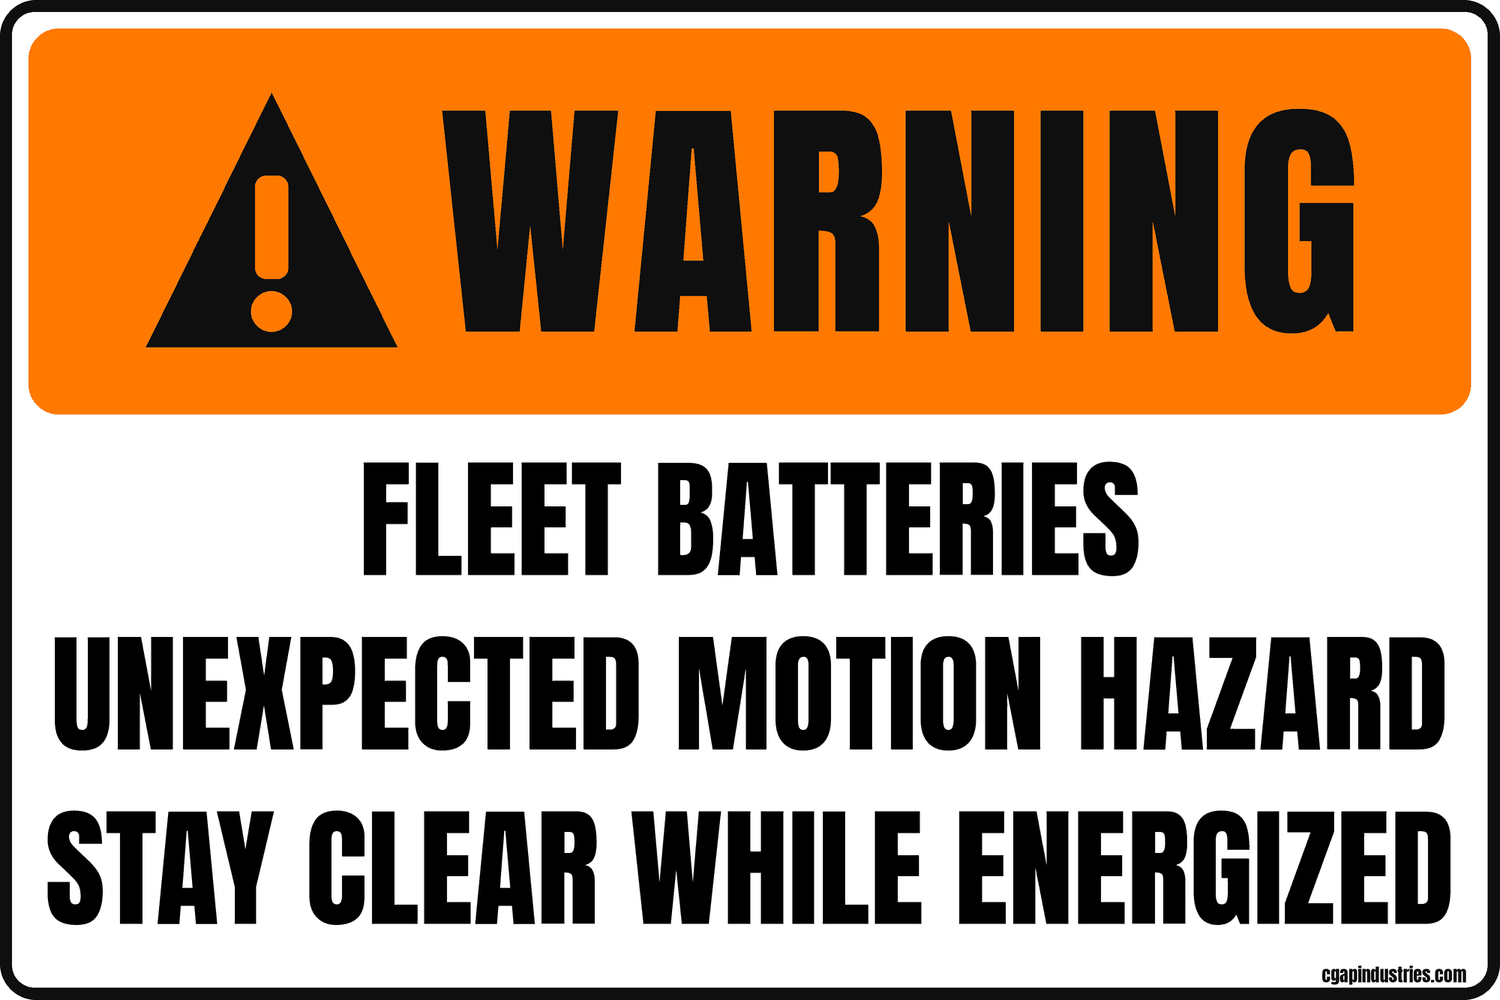 WARNING
FLEET BATTERIES
UNEXPECTED MOTION HAZARD
STAY CLEAR WHILE ENERGIZED
cgapindustries.com